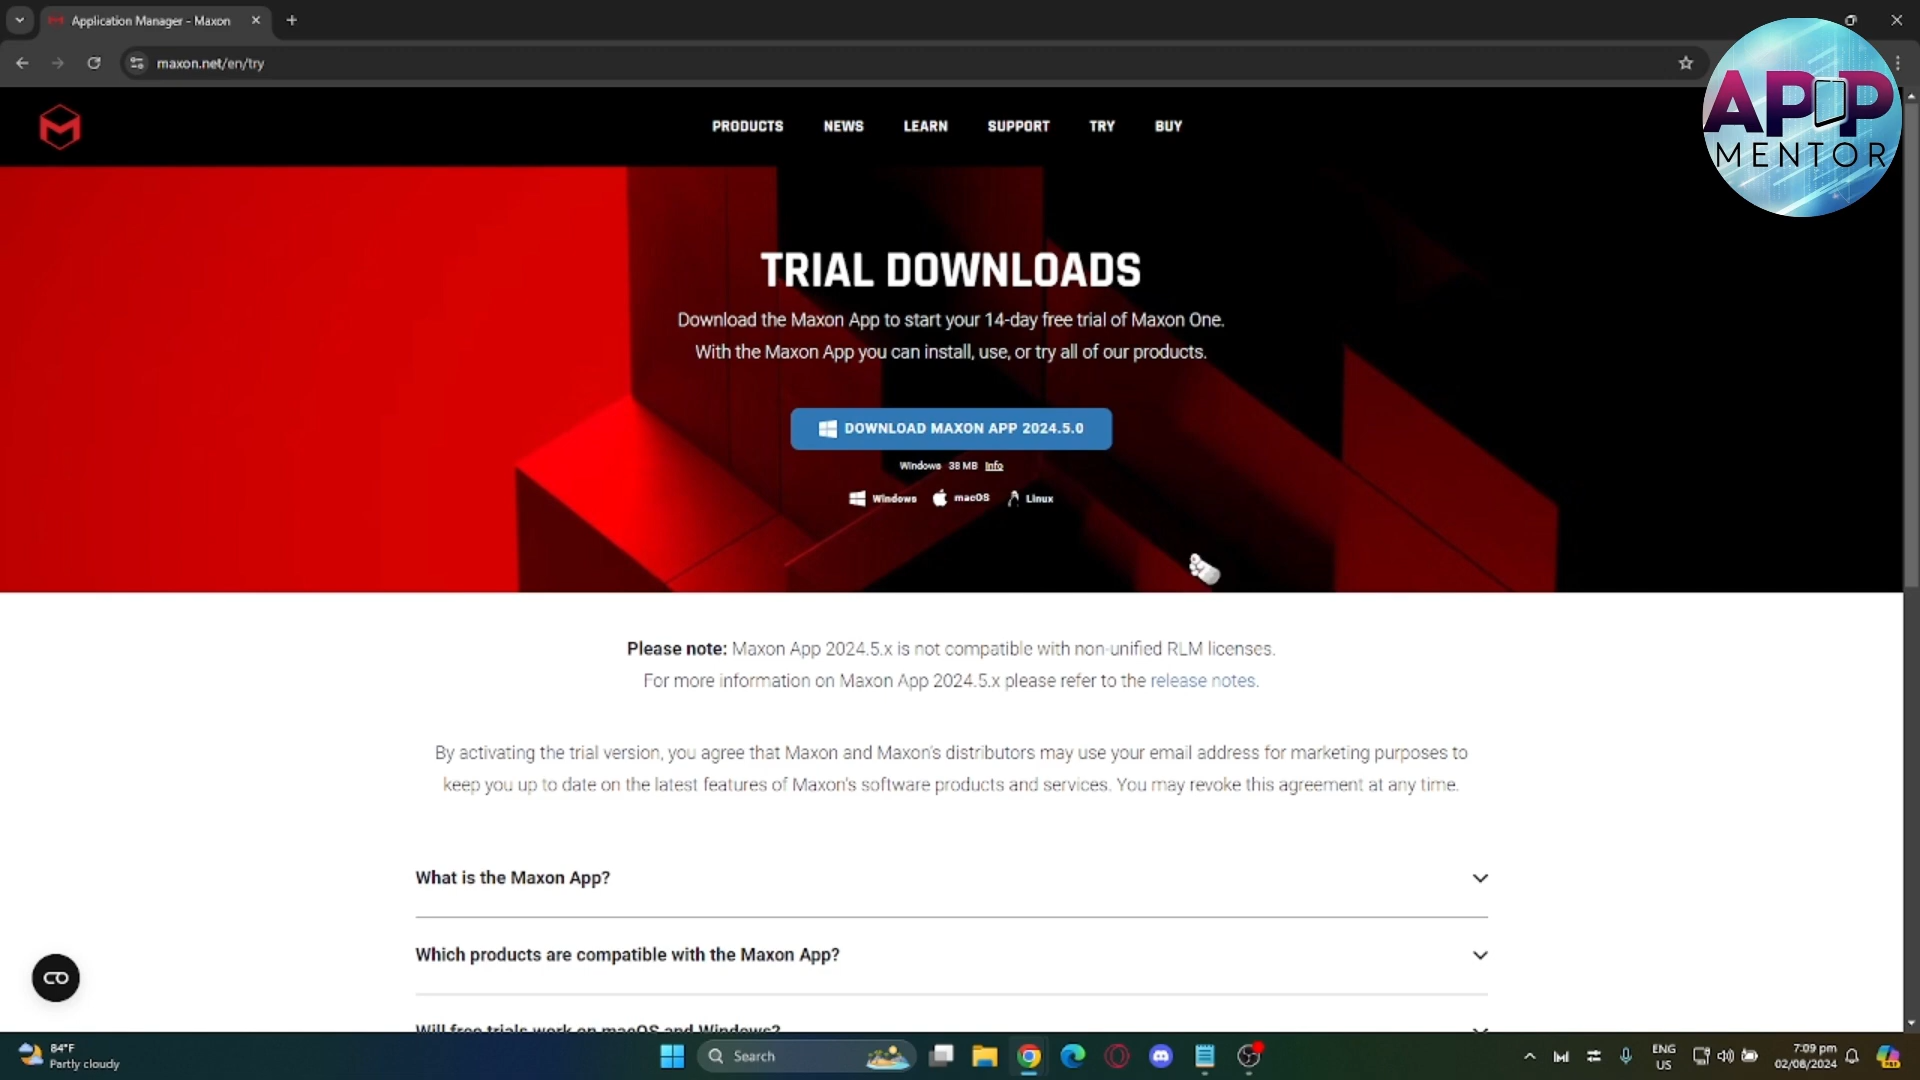 Application Manager - Maxon
maxon.net/en/try
APP
MENTOR
PRODUCTS NEWS LEARN SUPPORT TRY BUY
TRIAL DOWNLOADS
Download the Maxon App to start your 14-day free trial of Maxon One.
With the Maxon App you can install, use, or try all of our products.
DOWNLOAD MAXON APP 2024.5.0
Windows 38 MB Info
Windows macOS Linux
Please note: Maxon App 2024.5.x is not compatible with non-unified RLM licenses.
For more information on Maxon App 2024.5.x please refer to the release notes.
By activating the trial version, you agree that Maxon and Maxon's distributors may use your email address for marketing purposes to
keep you up to date on the latest features of Maxon's software products and services. You may revoke this agreement at any time.
What is the Maxon App?
Which products are compatible with the Maxon App?
Will free trials work on macOS and Windows?
84°F
Partly cloudy
Search
ENG
US
7:09 pm
02/08/2024